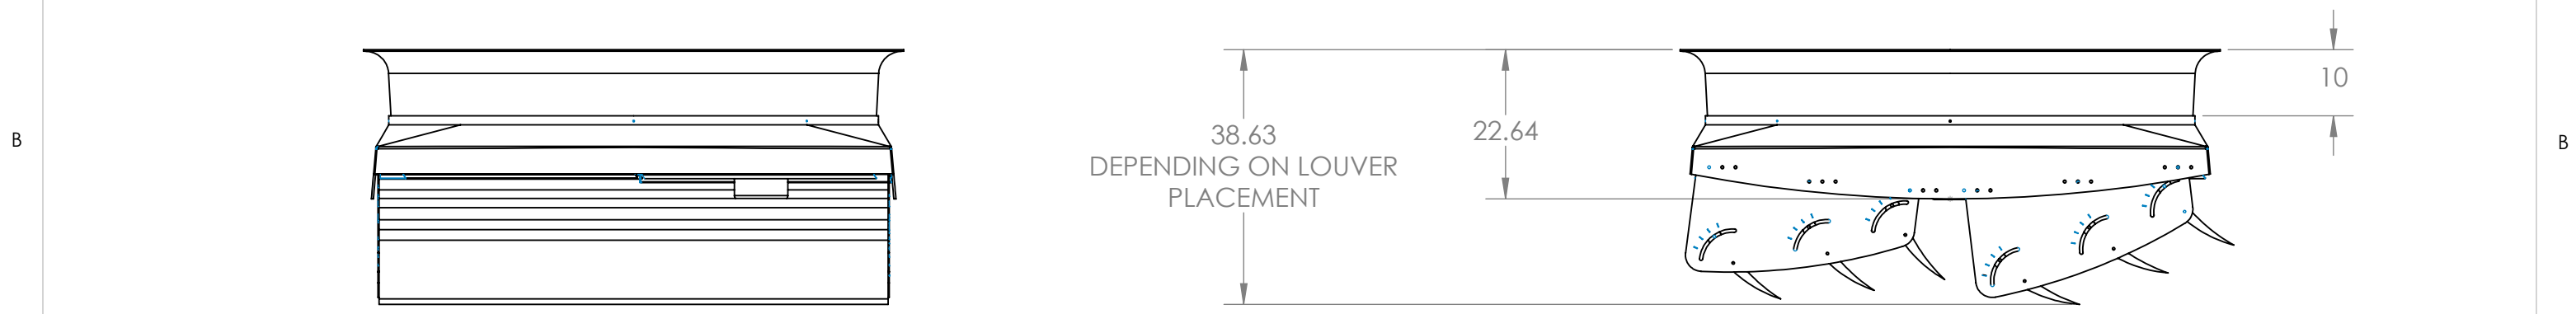 B
38.63
DEPENDING ON LOUVER
PLACEMENT
22.64
10
B